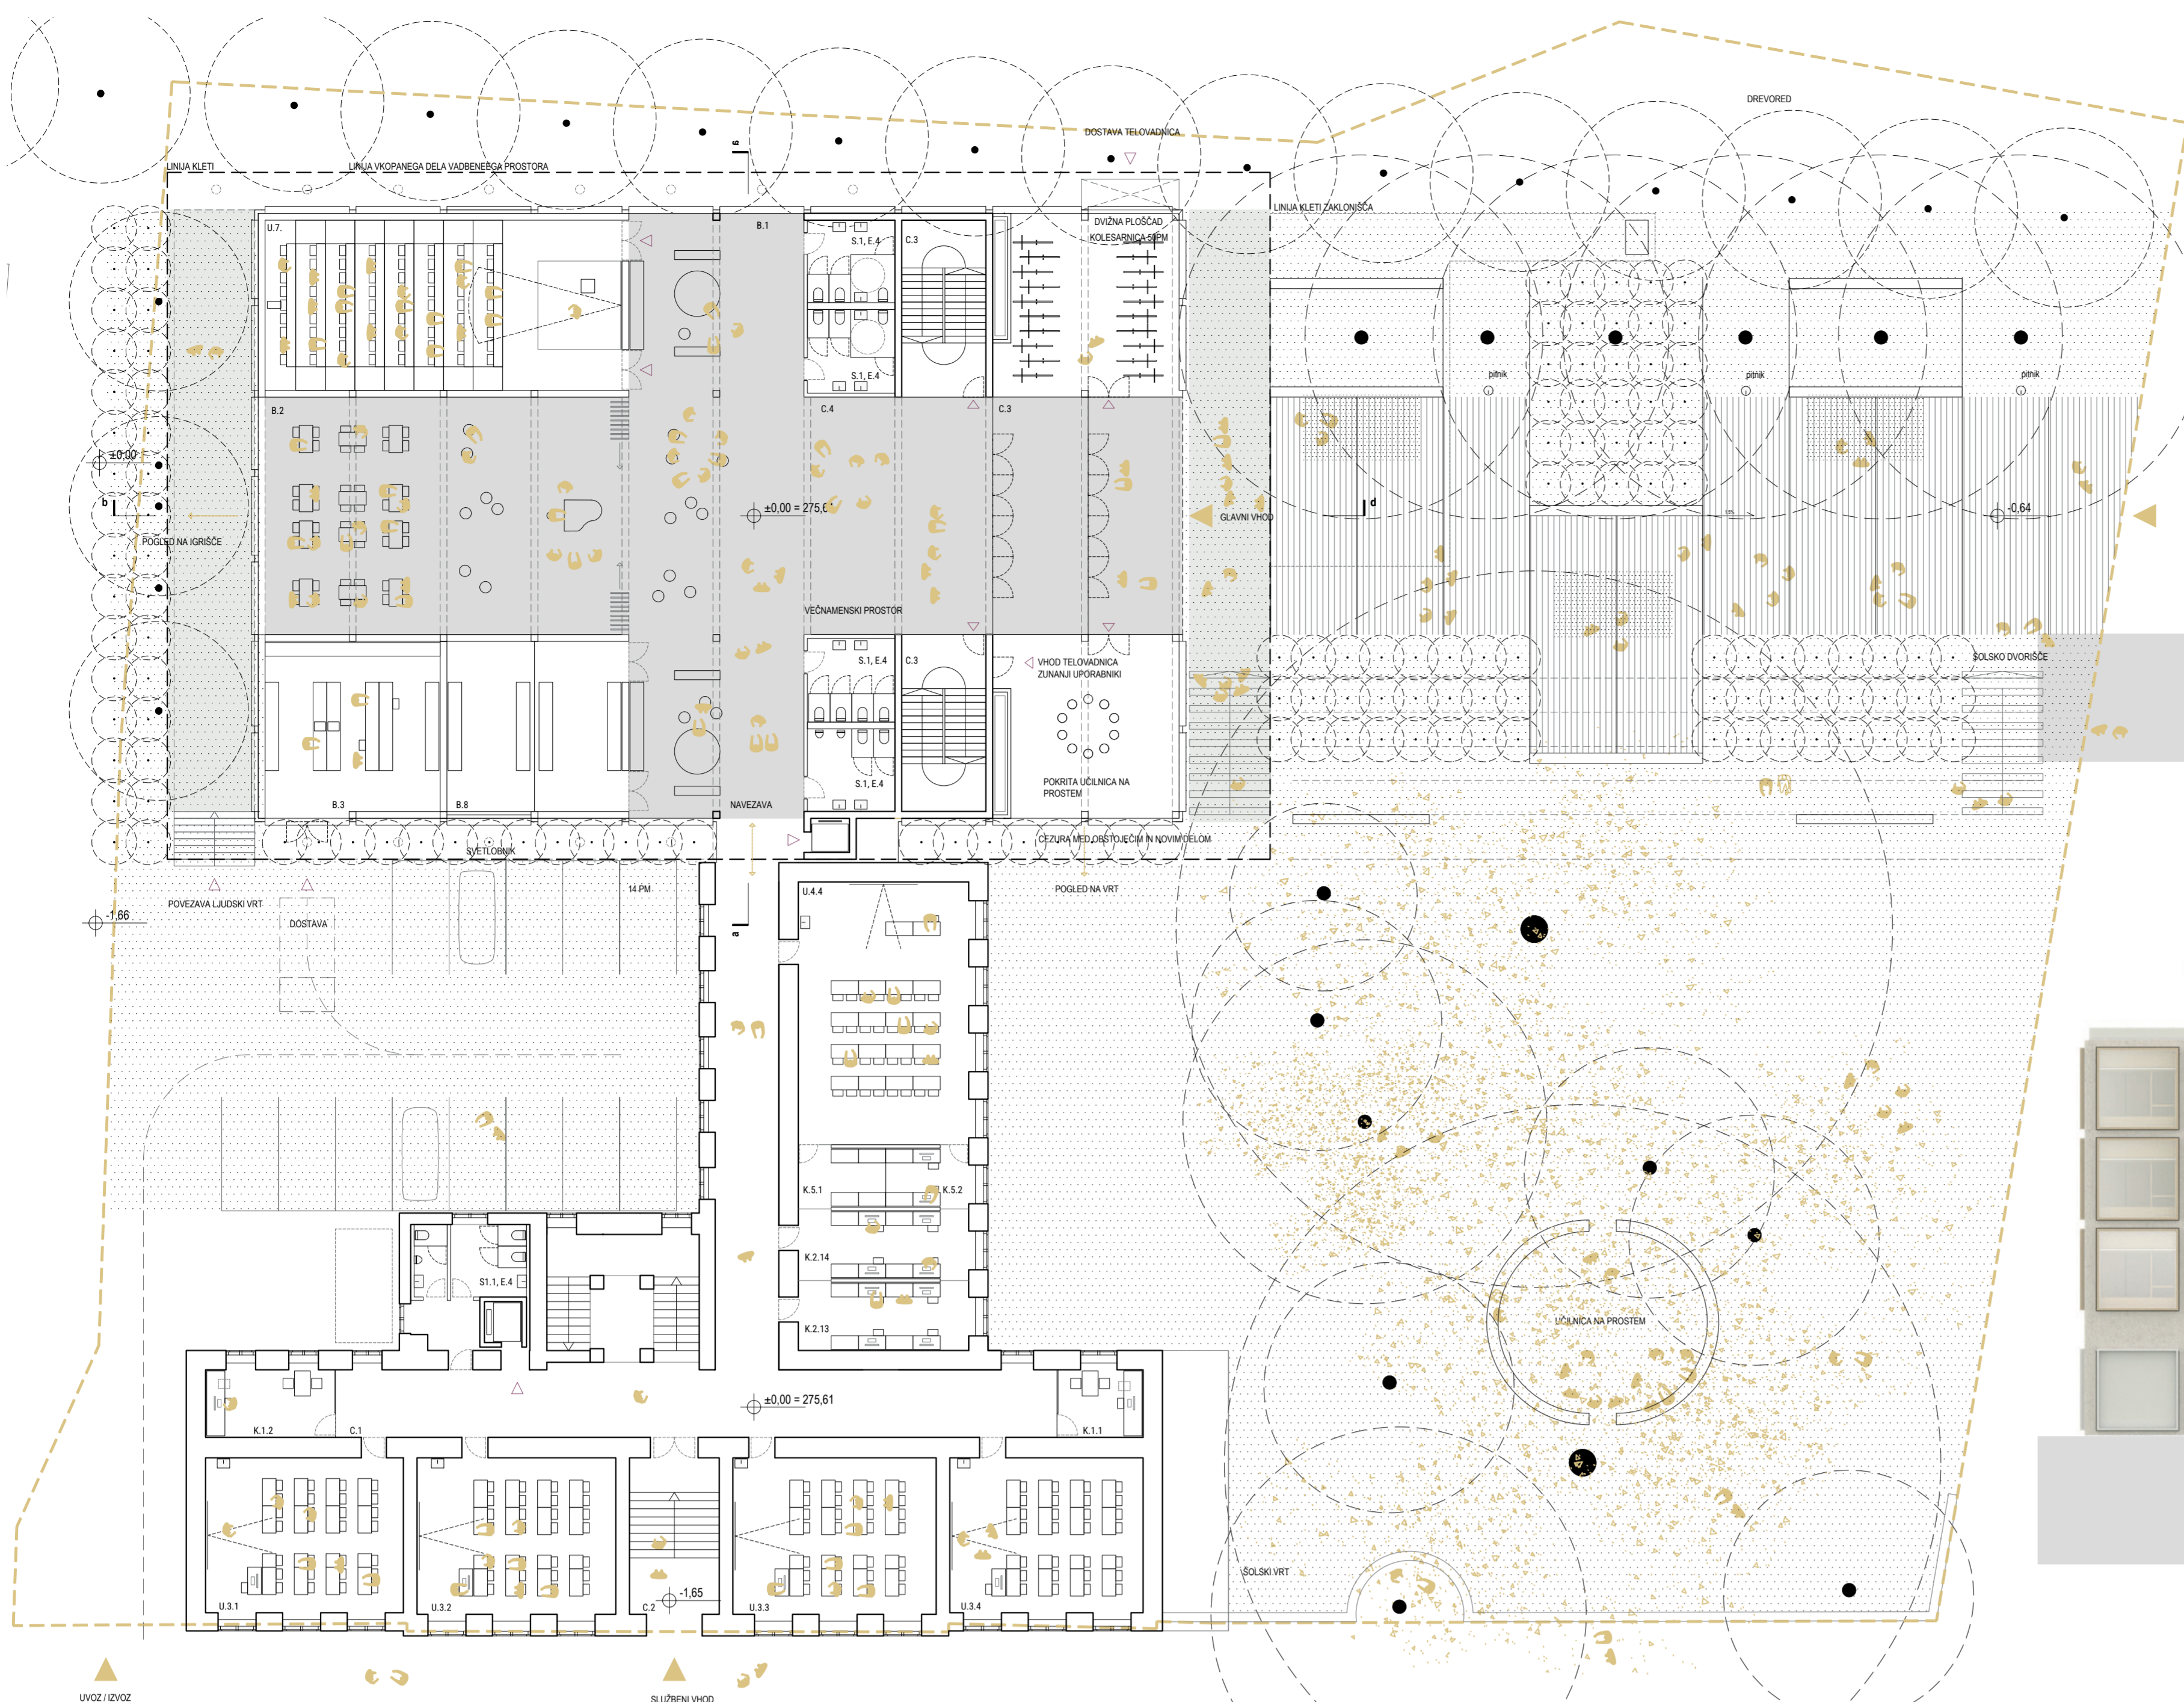 DREVORED
DOSTAVA TELOVADNICA
a
LINIJA KLETI
LINIJA VKOPANEGA DELA VADBENEEGA PROSTORA
LINIJA KLETI ZAKLONIŠČA
DVIŽNA PLOŠČAD
KOLESARNICA 50PM
U.7.
B.1
S.1, E.4
C.3
S.1, E.4
pitnik
pitnik
pitnik
B.2
C.4
C.3
±0,00
b
±0,00 = 275,6
GLAVNI VHOD
d
-0,64
POGLED NA IGRIŠČE
VEČNAMENSKI PROSTOR
S.1, E.4
C.3
VHOD TELOVADNICA
ZUNANJI UPORABNIKI
ŠOLSKO DVORIŠČE
S.1, E.4
POKRITA UČILNICA NA
PROSTEM
B.3
B.8
NAVEZAVA
SVETLOBNIK
CEZURA MED OBSTOJEČIM IN NOVIM DELOM
14 PM
U.4.4
POGLED NA VRT
POVEZAVA LJUDSKI VRT
-1,66
DOSTAVA
a
K.5.1
K.5.2
K.2.14
S1.1, E.4
K.2.13
UČILNICA NA PROSTEM
±0,00 = 275,61
K.1.2
C.1
K.1.1
ŠOLSKI VRT
-1,65
U.3.1
U.3.2
C.2
U.3.3
U.3.4
UVOZ / IZVOZ
SLUŽBENI VHOD